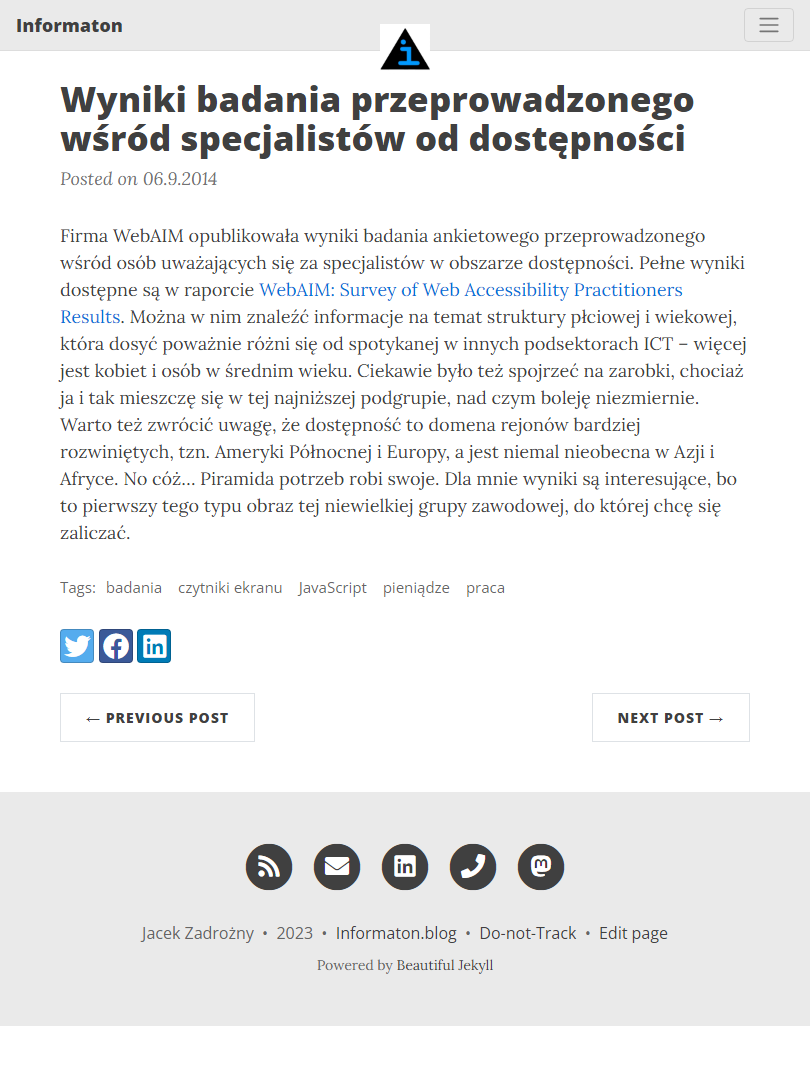 Informaton
Wyniki badania przeprowadzonego
wśród specjalistów od dostępności
Posted on 06.9.2014
Firma WebAIM opublikowała wyniki badania ankietowego przeprowadzonego
wśród osób uważających się za specjalistów w obszarze dostępności. Pełne wyniki
dostępne są w raporcie WebAIM: Survey of Web Accessibility Practitioners
Results. Można w nim znaleźć informacje na temat struktury płciowej i wiekowej,
która dosyć poważnie różni się od spotykanej w innych podsektorach ICT – więcej
jest kobiet i osób w średnim wieku. Ciekawie było też spojrzeć na zarobki, chociaż
ja i tak mieszczę się w tej najniższej podgrupie, nad czym boleję niezmiernie.
Warto też zwrócić uwagę, że dostępność to domena rejonów bardziej
rozwiniętych, tzn. Ameryki Północnej i Europy, a jest niemal nieobecna w Azji i
Afryce. No cóż… Piramida potrzeb robi swoje. Dla mnie wyniki są interesujące, bo
to pierwszy tego typu obraz tej niewielkiej grupy zawodowej, do której chcę się
zaliczać.
Tags: badania czytniki ekranu JavaScript pieniądze praca
← PREVIOUS POST
NEXT POST →
Jacek Zadrożny • 2023 • Informaton.blog • Do-not-Track • Edit page
Powered by Beautiful Jekyll